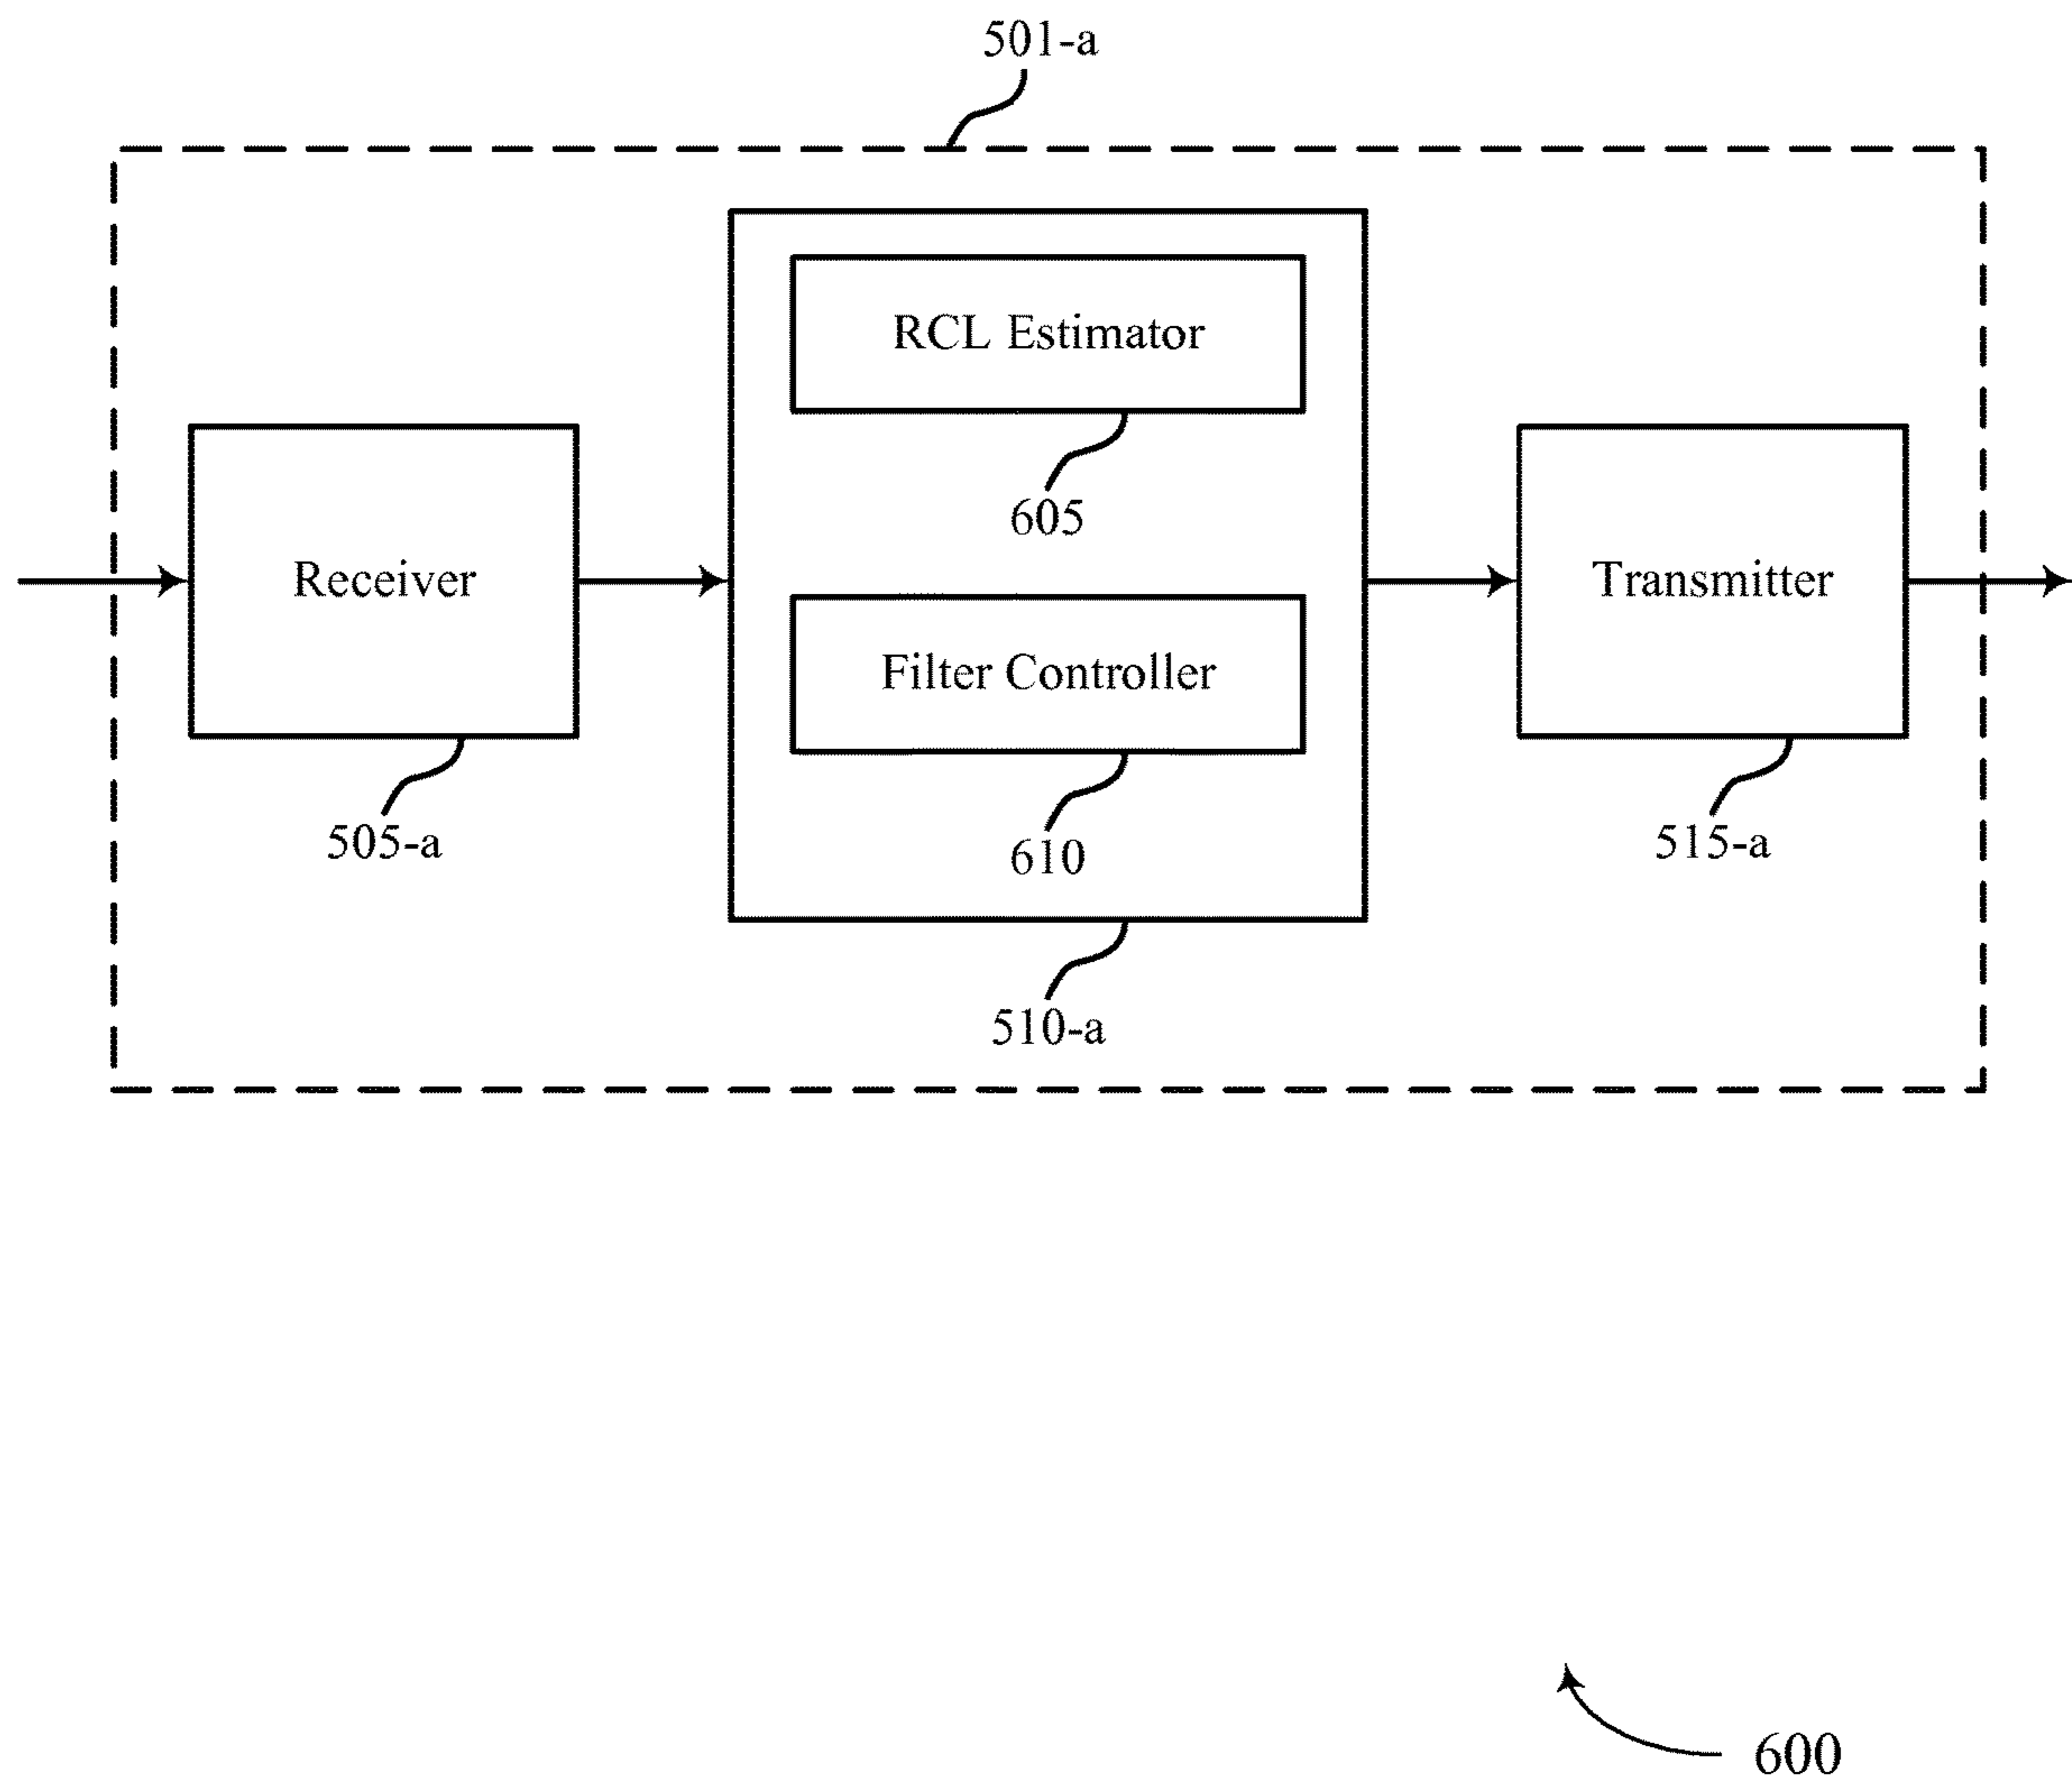 501-a
RCL Estimator
605
Receiver
Transmitter
Filter Controller
505-a
610
515-a
510-a
600